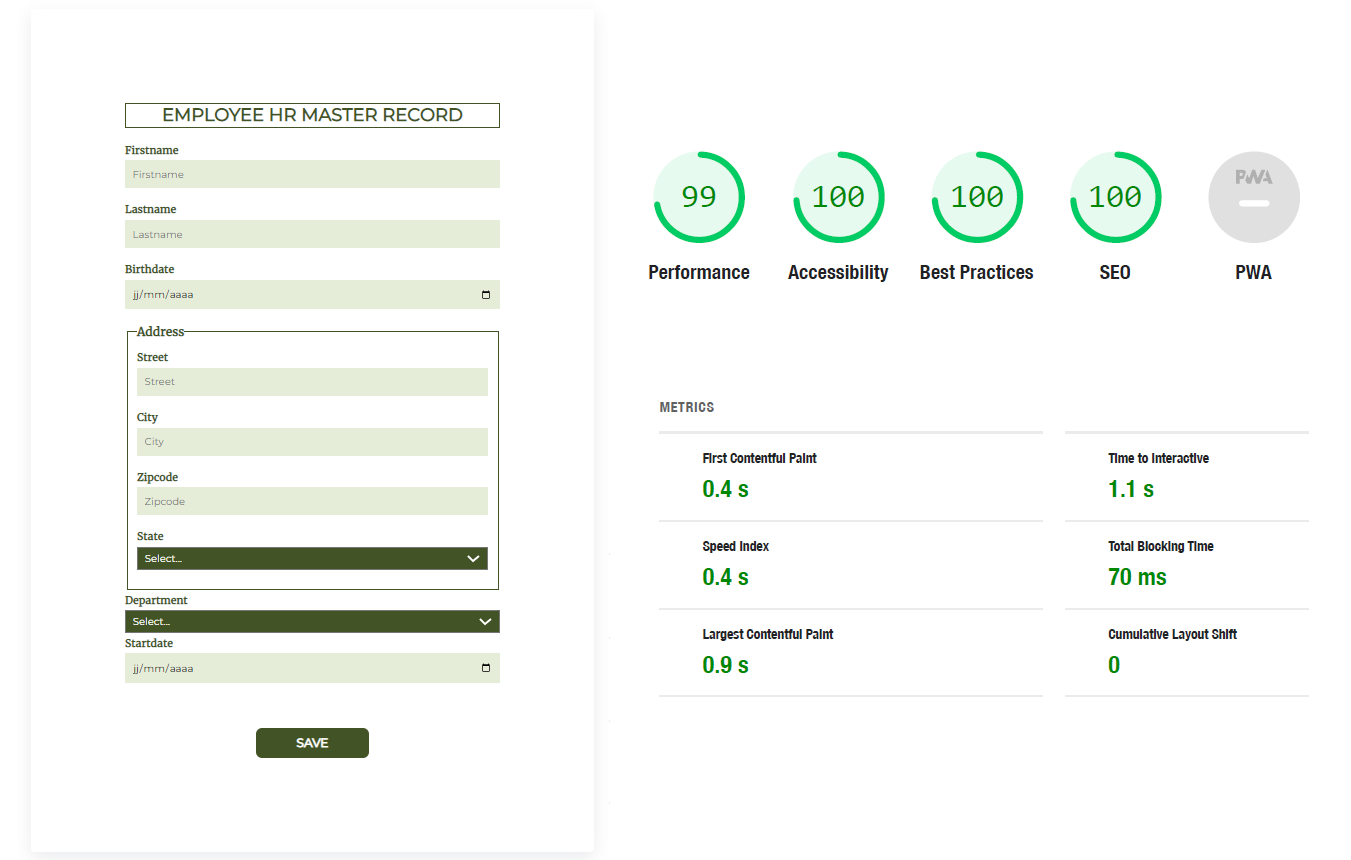 EMPLOYEE HR MASTER RECORD
Firstname
Firstname
Lastname
Lastname
Birthdate
jj/mm/aaaa
Address
Street
Street
City
City
Zipcode
Zipcode
State
Select...
Department
Select...
Startdate
jj/mm/aaaa
SAVE
99 100 100 100 PWA
Performance Accessibility Best Practices SEO PWA
METRICS
First Contentful Paint
0.4 s
Time to Interactive
1.1 s
Speed Index
0.4 s
Total Blocking Time
70 ms
Largest Contentful Paint
0.9 s
Cumulative Layout Shift
0